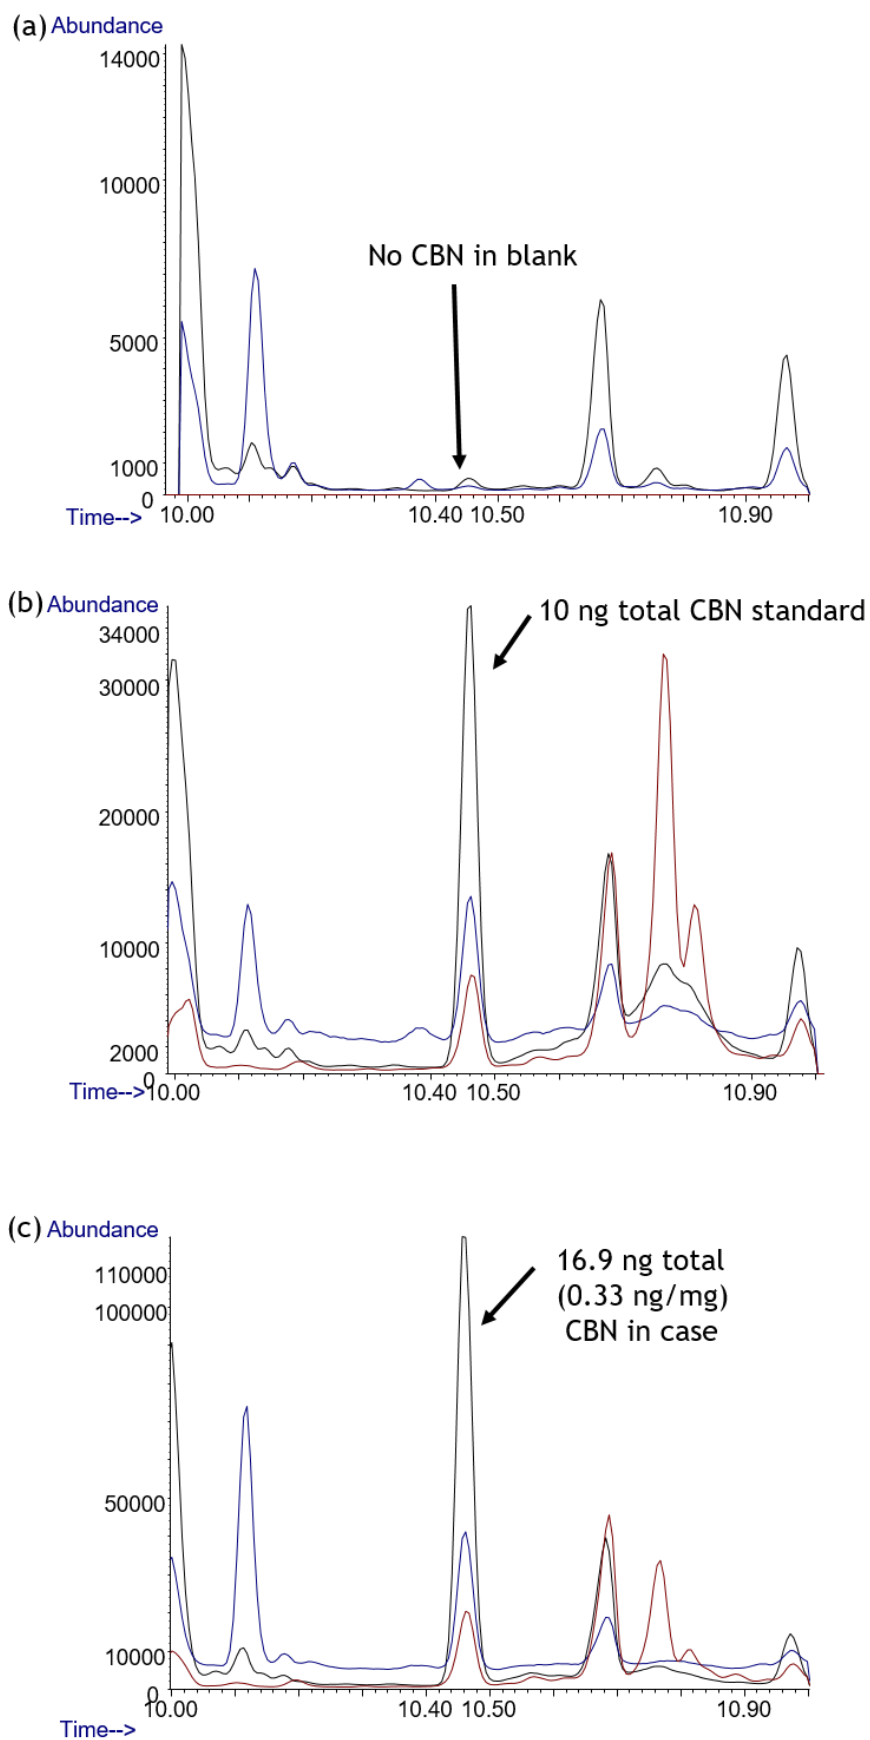 (a) Abundance
14000
10000
No CBN in blank
5000
1000
0
Time--> 10.00 10.40 10.50 10.90
(b) Abundance
10 ng total CBN standard
34000
30000
20000
10000
2000
0
Time--> 10.00 10.40 10.50 10.90
(c) Abundance
16.9 ng total
110000
(0.33 ng/mg)
100000
CBN in case
50000
10000
0
10.00 10.40 10.50 10.90
Time-->